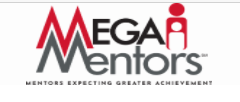 MEGA
Mentors
MENTORS EXPECTING GREATER ACHIEVEMENT